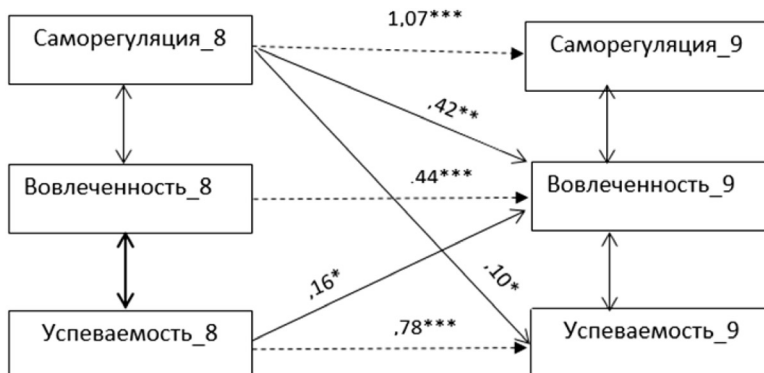 Саморегуляция_8
1,07***
Саморегуляция_9
,42**
Вовлеченность_8
.44***
Вовлеченность_9
,16*
,10*
Успеваемость_8
,78***
Успеваемость_9